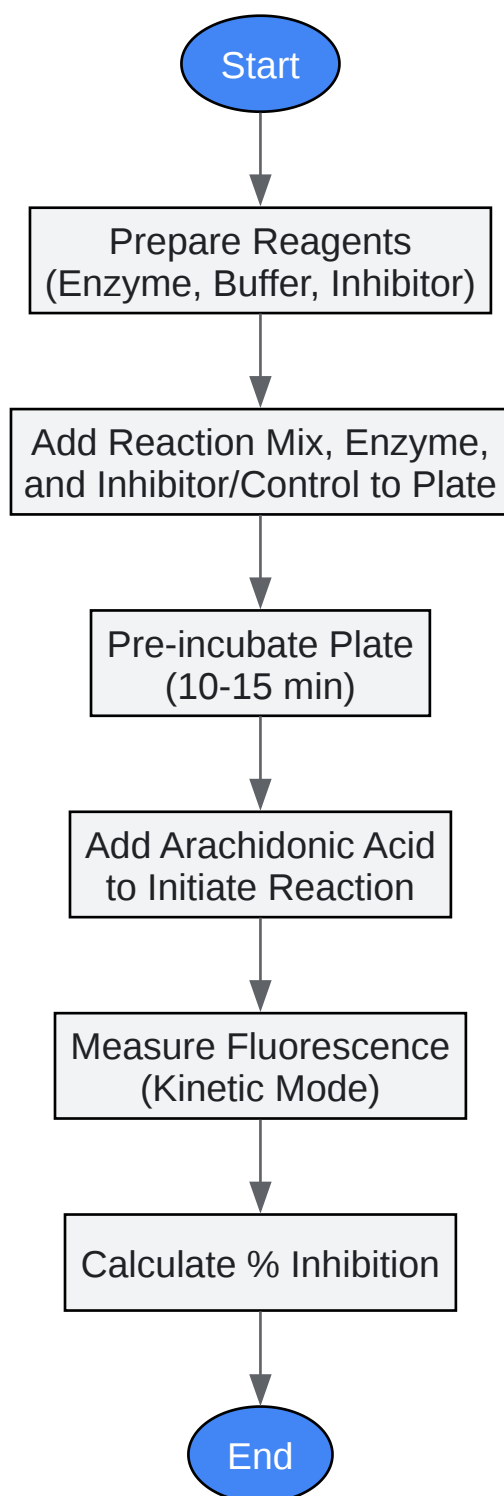 Start
Prepare Reagents
(Enzyme, Buffer, Inhibitor)
Add Reaction Mix, Enzyme,
and Inhibitor/Control to Plate
Pre-incubate Plate
(10-15 min)
Add Arachidonic Acid
to Initiate Reaction
Measure Fluorescence
(Kinetic Mode)
Calculate % Inhibition
End